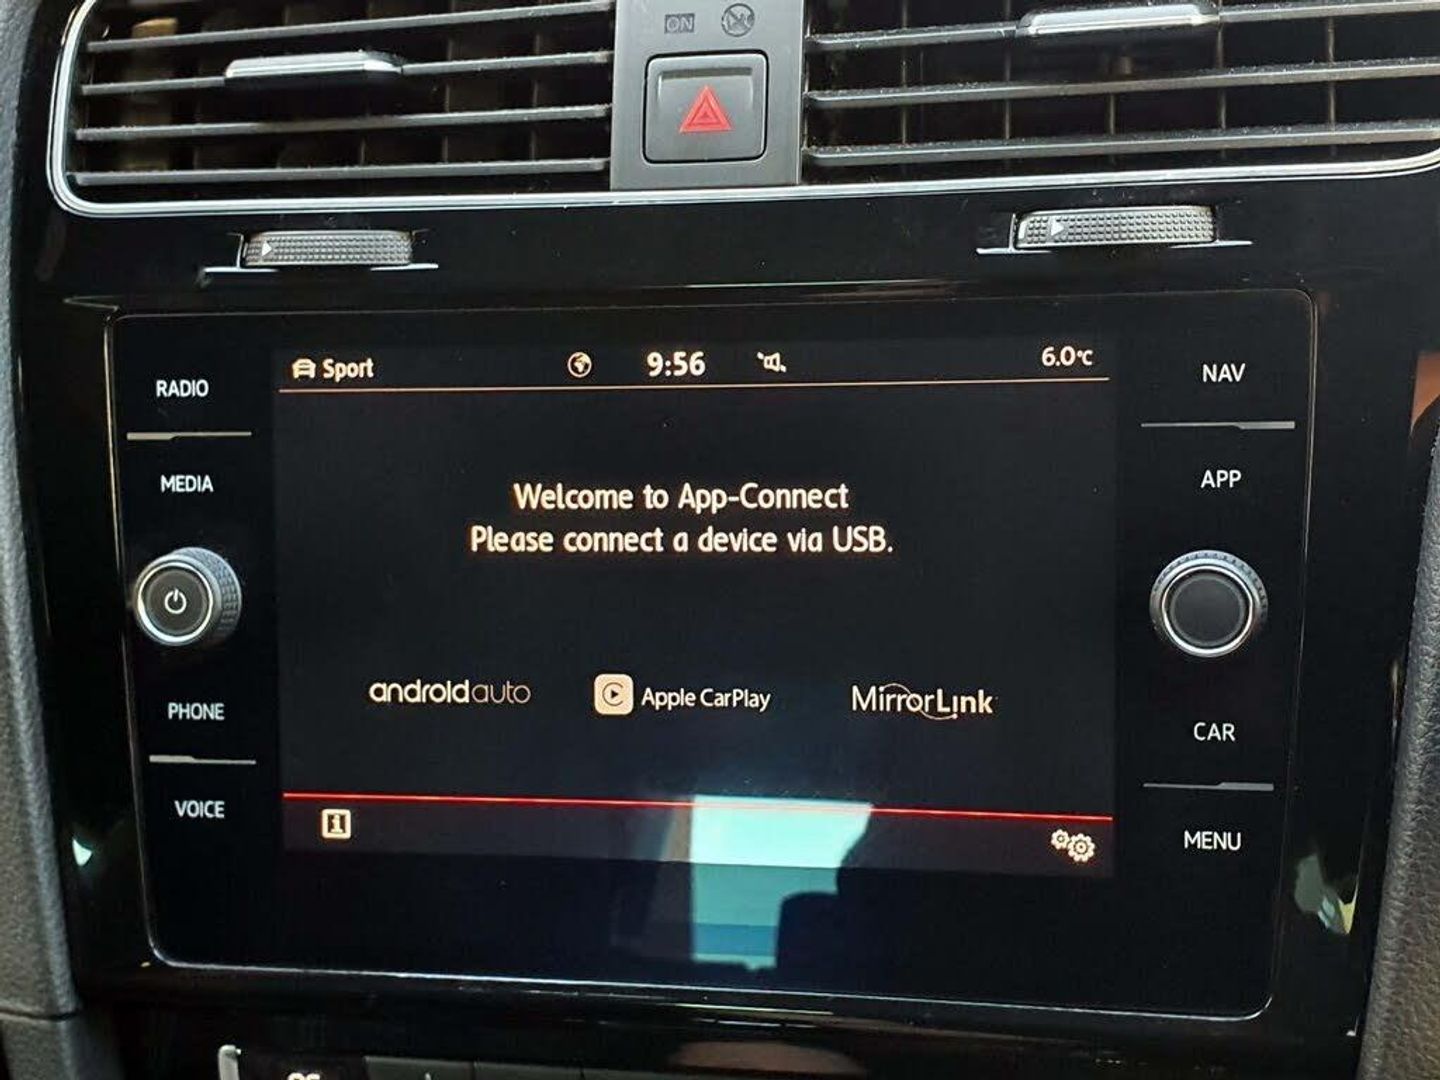 ON
RADIO
MEDIA
PHONE
VOICE
Sport
9:56
6.0°C
Welcome to App-Connect
Please connect a device via USB.
androidauto
Apple CarPlay
MirrorLink
i
NAV
APP
CAR
MENU